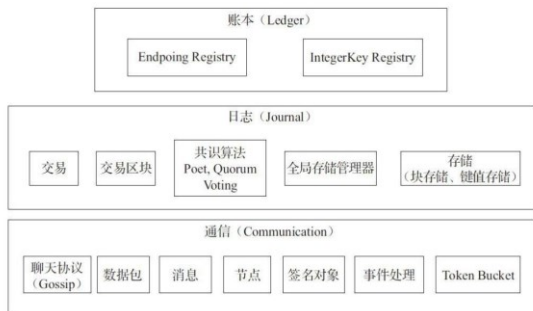 账本（Ledger）
Endpoing Registry
IntegerKey Registry
日志（Journal）
交易
交易区块
共识算法
Poet, Quorum
Voting
全局存储管理器
存储
（块存储、键值存储）
通信（Communication）
聊天协议
（Gossip）
数据包
消息
节点
签名对象
事件处理
Token Bucket